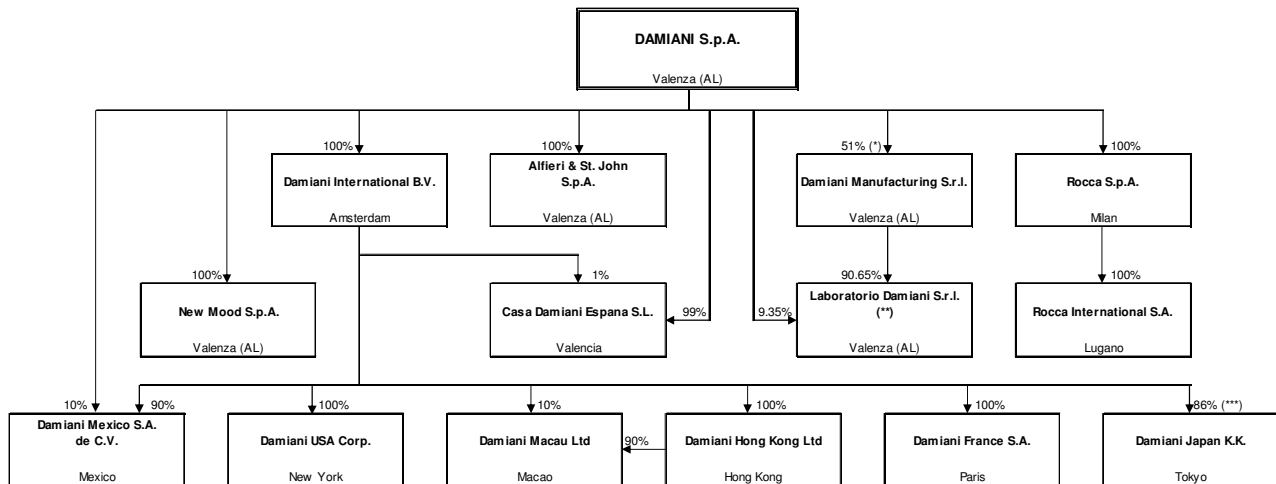 DAMIANI S.p.A.
Valenza (AL)
100%
Damiani International B.V.
Amsterdam
100%
Alfieri & St. John
S.p.A.
Valenza (AL)
51% (*)
Damiani Manufacturing S.r.l.
Valenza (AL)
100%
Rocca S.p.A.
Milan
100%
New Mood S.p.A.
Valenza (AL)
1%
Casa Damiani Espana S.L.
Valencia
99%
9.35%
90.65%
Laboratorio Damiani S.r.l.
(**)
Valenza (AL)
100%
Rocca International S.A.
Lugano
10%
90%
Damiani Mexico S.A.
de C.V.
Mexico
100%
Damiani USA Corp.
New York
10%
Damiani Macau Ltd
Macao
90%
100%
Damiani Hong Kong Ltd
Hong Kong
100%
Damiani France S.A.
Paris
86% (***)
Damiani Japan K.K.
Tokyo